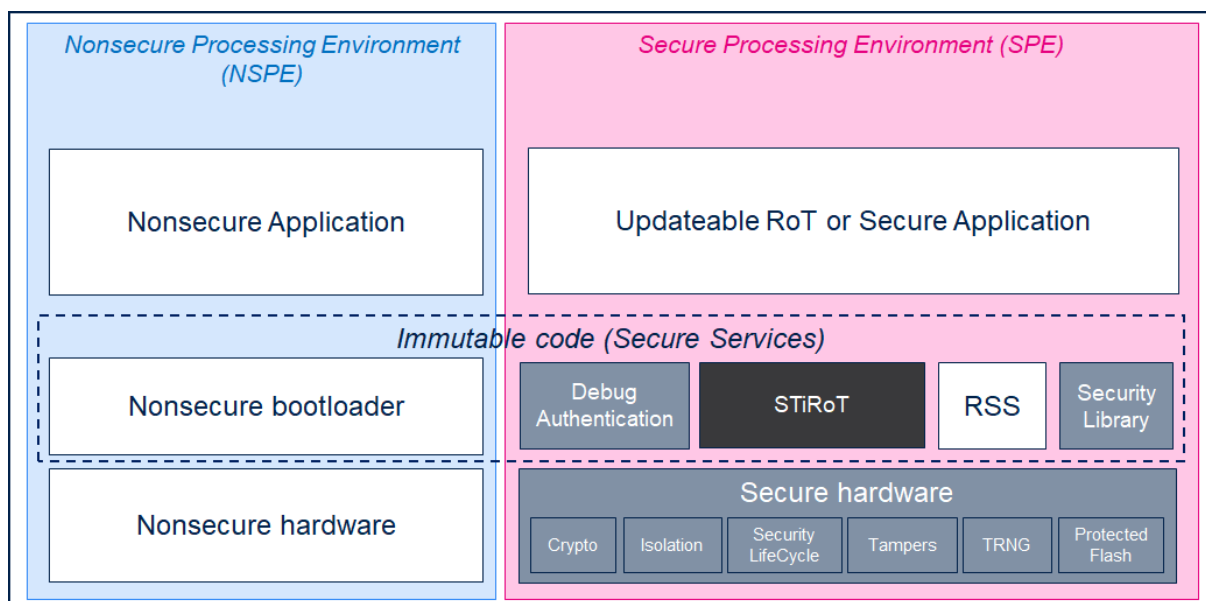 Nonsecure Processing Environment
(NSPE)
Secure Processing Environment (SPE)
Nonsecure Application
Updateable RoT or Secure Application
Immutable code (Secure Services)
Nonsecure bootloader
Debug
Authentication
STiRoT
RSS
Security
Library
Nonsecure hardware
Secure hardware
Crypto
Isolation
Security
LifeCycle
Tampers
TRNG
Protected
Flash